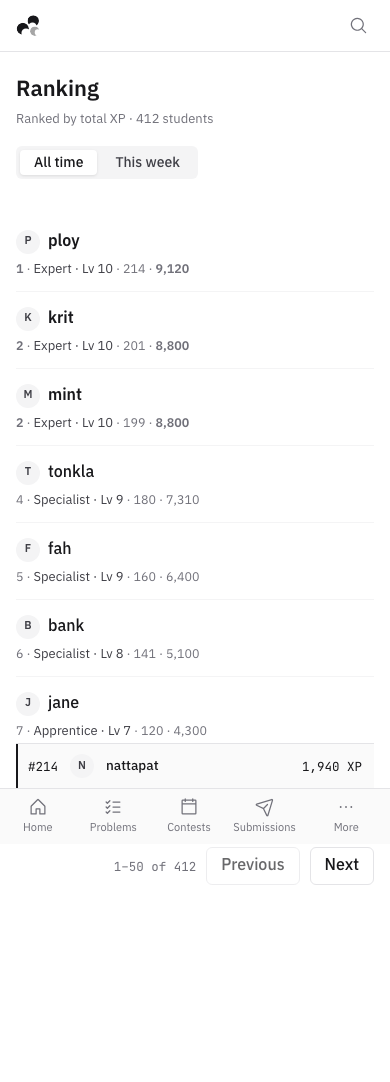 Ranking
Ranked by total XP · 412 students
All time This week
P ploy
1 · Expert · Lv 10 · 214 · 9,120
K krit
2 · Expert · Lv 10 · 201 · 8,800
M mint
2 · Expert · Lv 10 · 199 · 8,800
T tonkla
4 · Specialist · Lv 9 · 180 · 7,310
F fah
5 · Specialist · Lv 9 · 160 · 6,400
B bank
6 · Specialist · Lv 8 · 141 · 5,100
J jane
7 · Apprentice · Lv 7 · 120 · 4,300
#214 N nattapat 1,940 XP
Home Problems Contests Submissions More
1–50 of 412 Previous Next